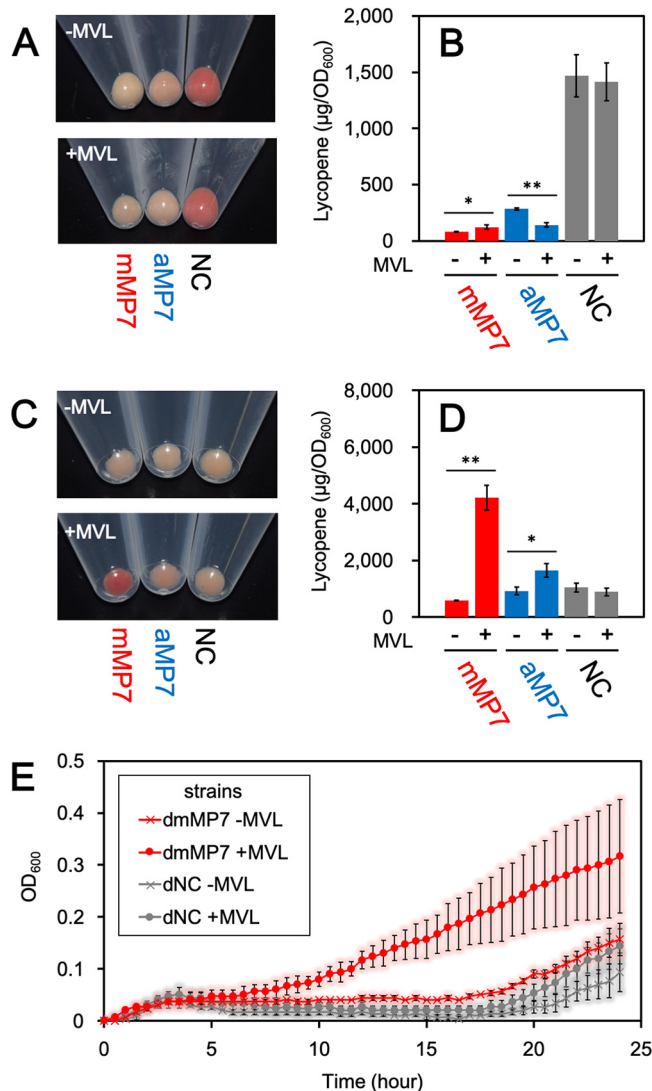 A
-MVL
+MVL
mMP7
aMP7
NC
B
Lycopene (µg/OD600)
1,500
1,000
500
0
*
**
MVL
- + - + - +
mMP7
aMP7
NC
C
-MVL
+MVL
mMP7
aMP7
NC
D
Lycopene (µg/OD600)
8,000
6,000
4,000
2,000
0
**
*
MVL
- + - + - +
mMP7
aMP7
NC
E
OD600
0.5
0.4
0.3
0.2
0.1
0
strains
dmMP7 -MVL
dmMP7 +MVL
dNC -MVL
dNC +MVL
0 5 10 15 20 25
Time (hour)